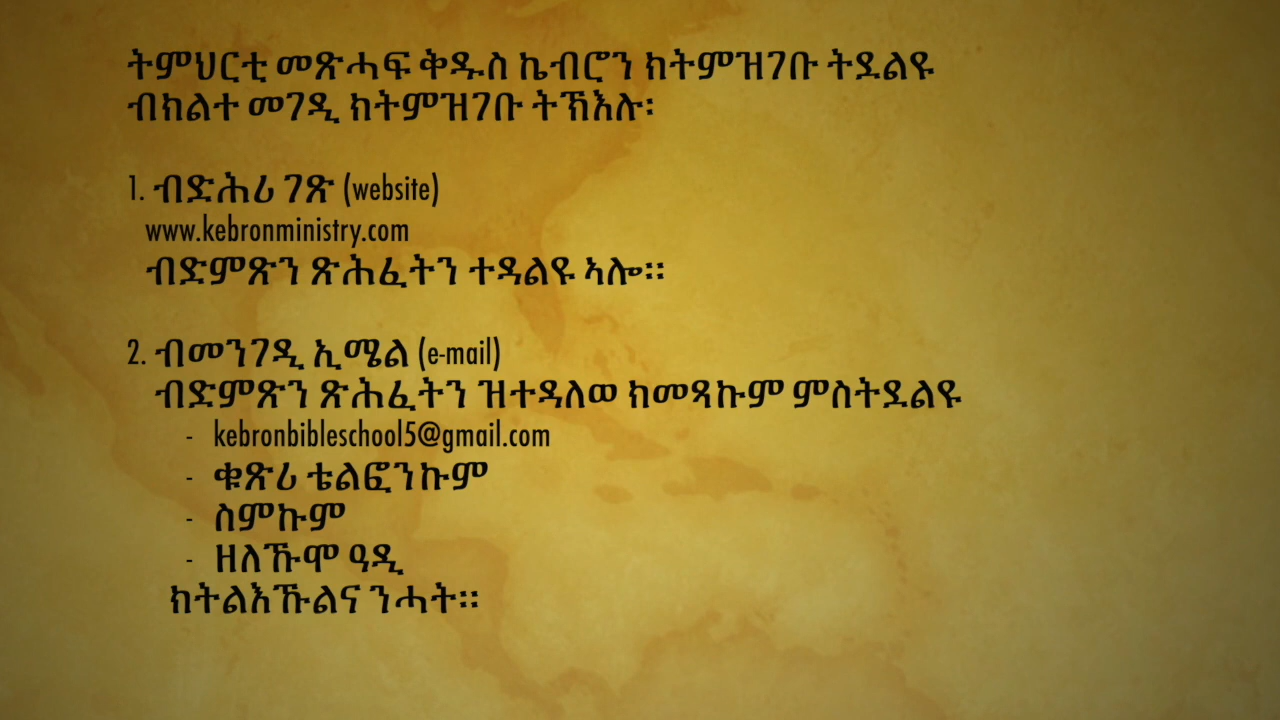 ትምህርቲ መጽሓፍ ቅዱስ ኬብሮን ክትምዝገቡ ትደልዩ
ብክልተ መገዲ ክትምዝገቡ ትኽእሉ፡
1. ብድሕሪ ገጽ (website)
www.kebronministry.com
ብድምጽን ጽሕፈትን ተዳልዩ ኣሎ፡፡
2. ብመንገዲ ኢሜል (e-mail)
ብድምጽን ጽሕፈትን ዝተዳለወ ክመጻኩም ምስትደልዩ
- kebronbibleschool5@gmail.com
- ቁጽሪ ቴልፎንኩም
- ስምኩም
- ዘለኹሞ ዓዲ
ክትልእኹልና ንሓት፡፡